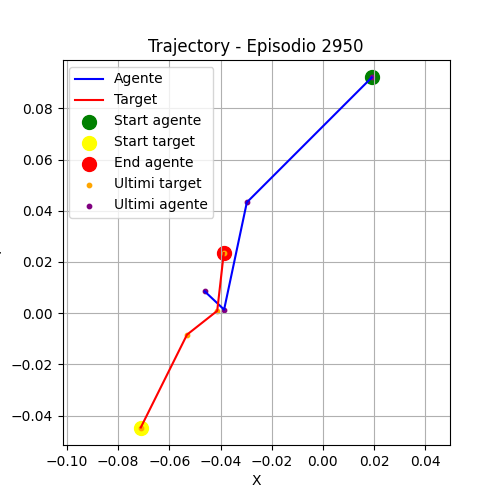 Trajectory - Episodio 2950
Agente
Target
Start agente
Start target
End agente
Ultimi target
Ultimi agente
0.08
0.06
0.04
0.02
0.00
−0.02
−0.04
−0.10
−0.08
−0.06
−0.04
−0.02
0.00
0.02
0.04
X